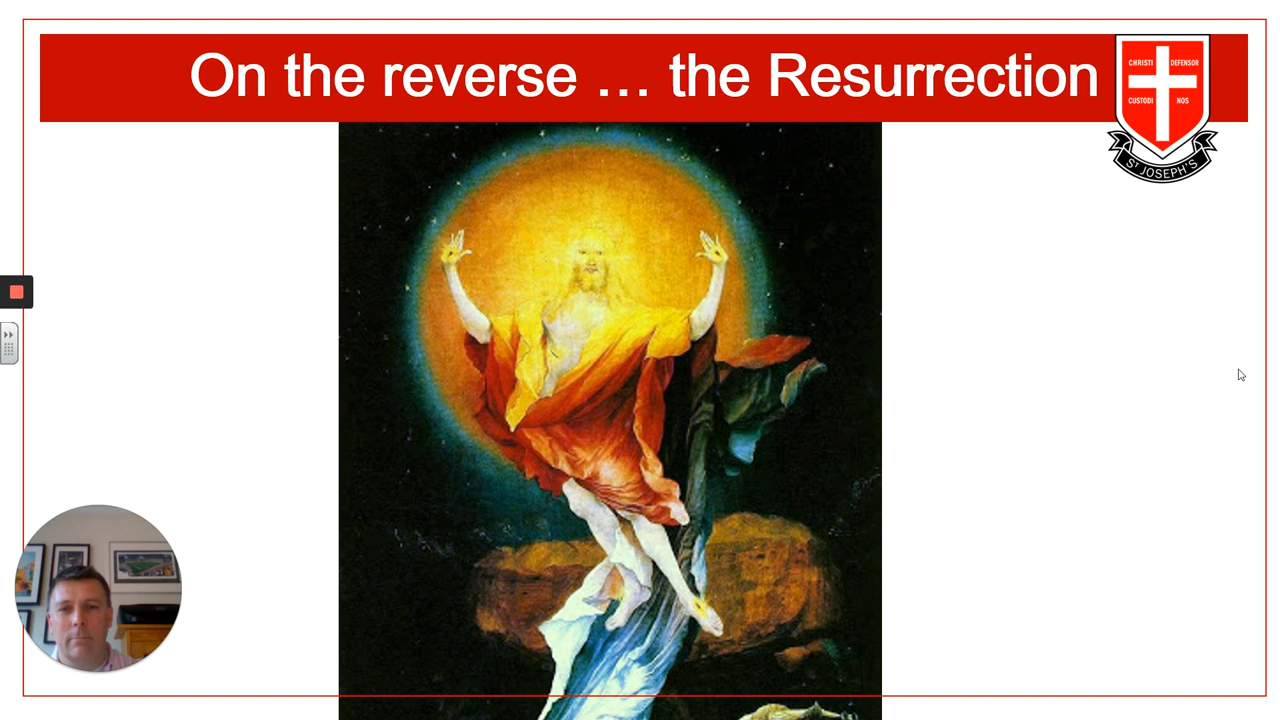 On the reverse … the Resurrection
CHRISTI DEFENSOR
CUSTODI NOS
ST JOSEPH'S